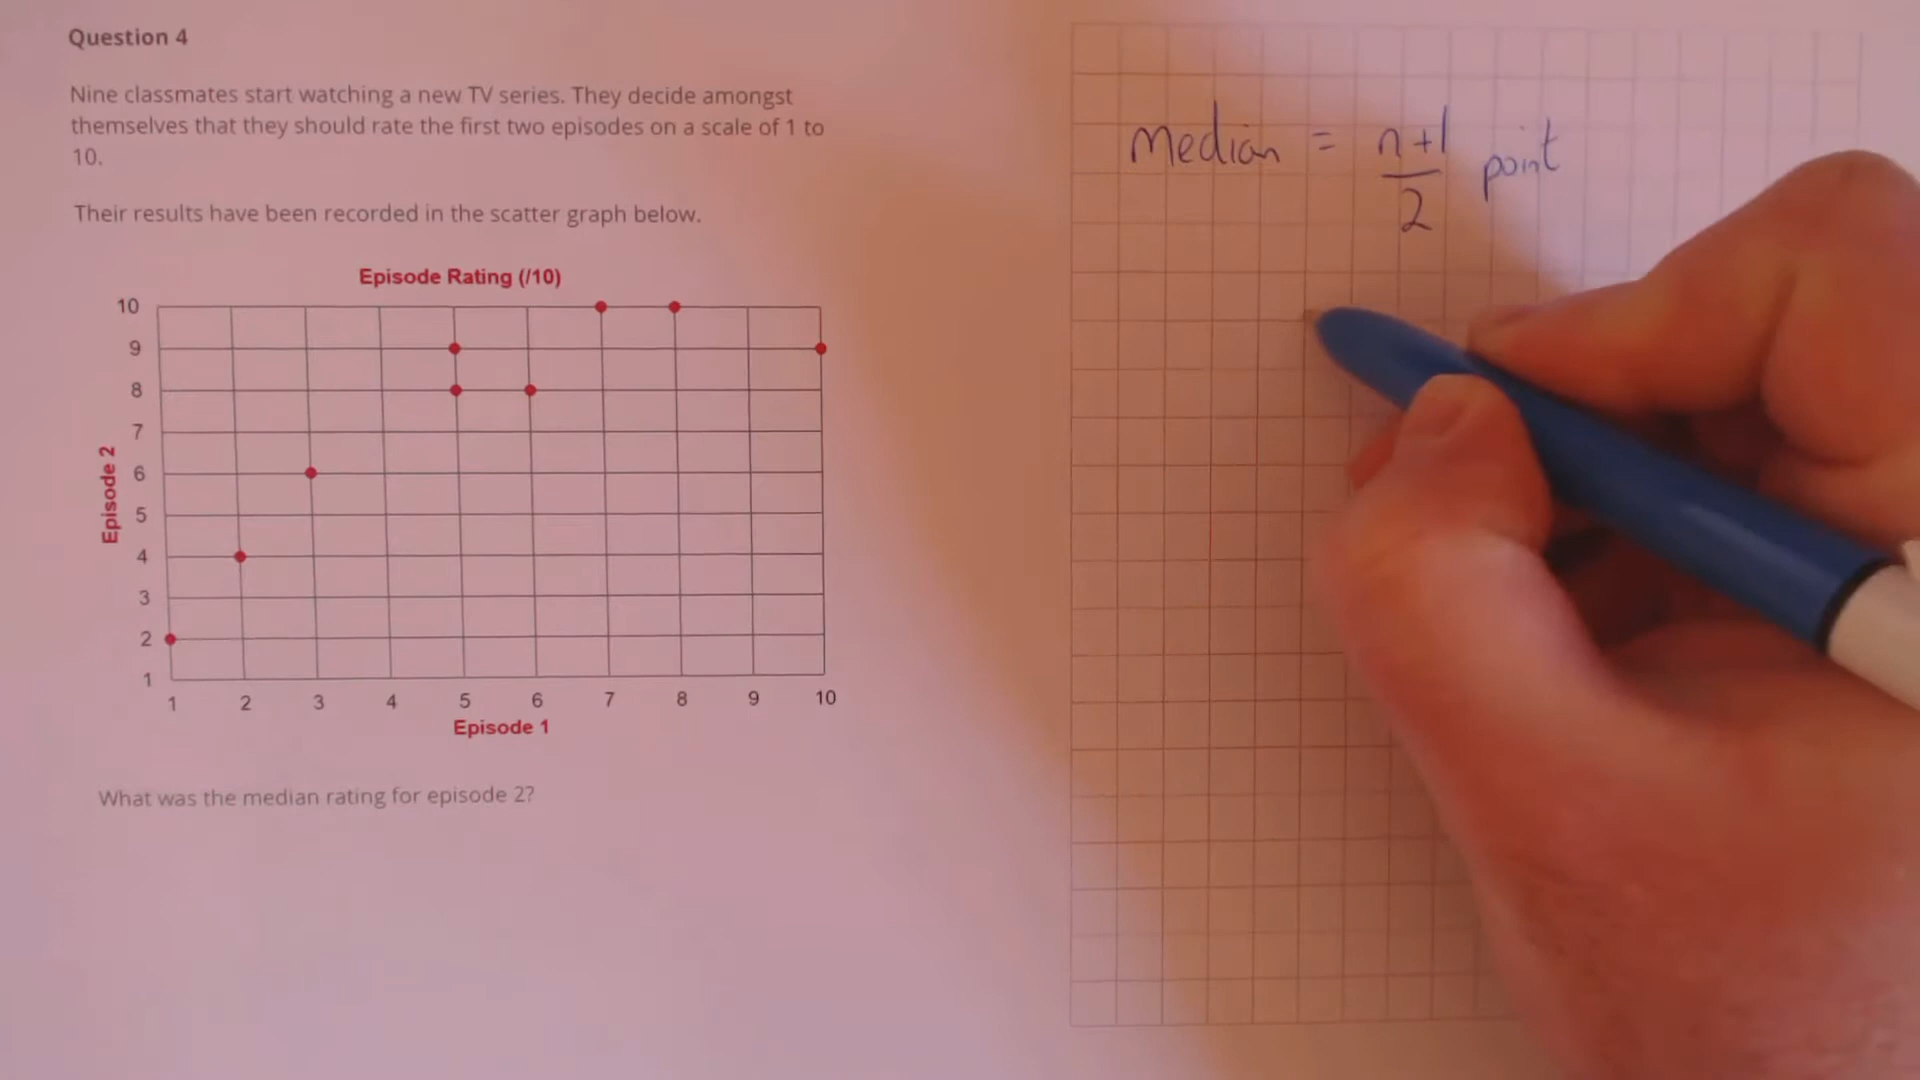 Question 4
Nine classmates start watching a new TV series. They decide amongst
themselves that they should rate the first two episodes on a scale of 1 to
10.
Their results have been recorded in the scatter graph below.
Episode Rating (/10)
10
9
8
7
6
5
4
3
2
1
Episode 2
1 2 3 4 5 6 7 8 9 10
Episode 1
What was the median rating for episode 2?
median = n+1
2
point